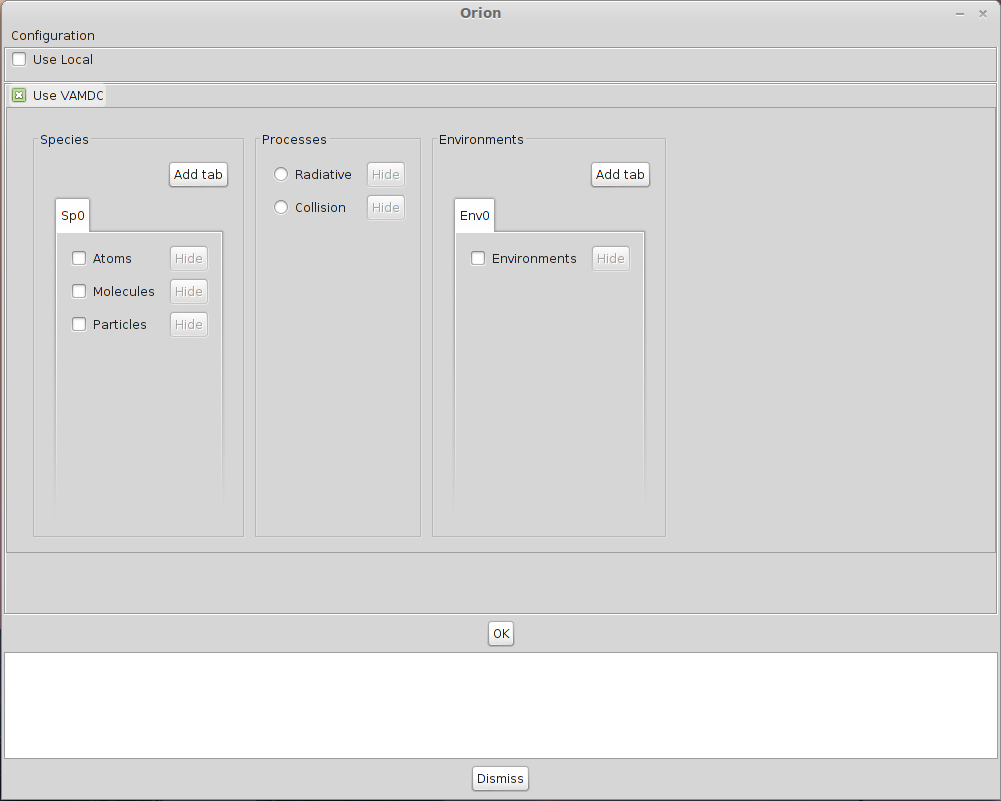 Orion
Configuration
Use Local
Use VAMDC
Species Processes Environments
Add tab Radiative Hide Add tab
Sp0 Collision Hide Env0
Atoms Hide Environments Hide
Molecules Hide
Particles Hide
OK
Dismiss